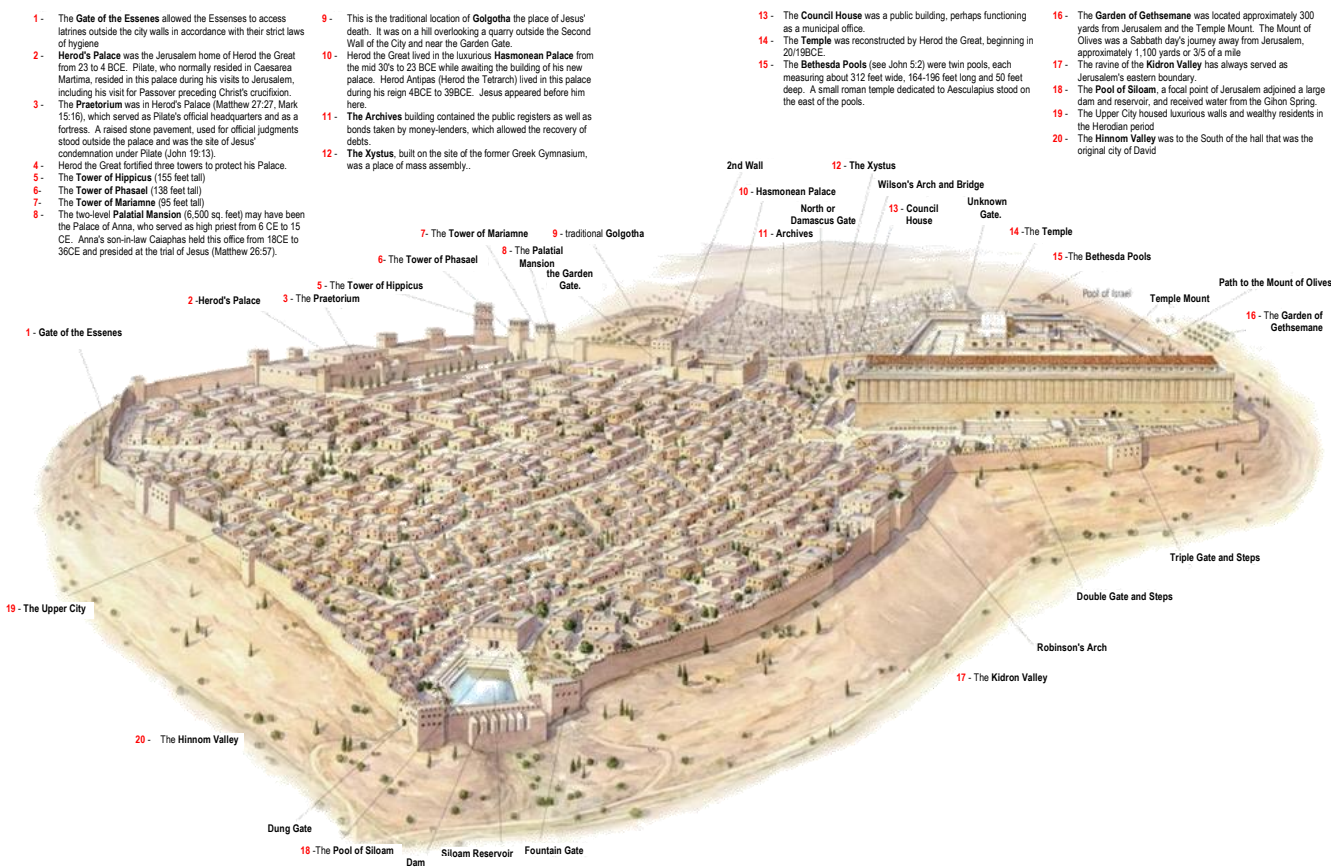 1 - The Gate of the Essenes allowed the Essenes to access
latrines outside the city walls in accordance with their strict laws
of hygiene
2 - Herod's Palace was the Jerusalem home of Herod the Great
from 23 to 4 BCE. Pilate, who normally resided in Caesarea
Martima, resided in this palace during his visits to Jerusalem,
including his visit for Passover preceding Christ's crucifixion.
3 - The Praetorium was in Herod's Palace (Matthew 27:27, Mark
15:16), which served as Pilate's official headquarters and as a
fortress. A raised stone pavement, used for official judgments
stood outside the palace and was the site of Jesus'
condemnation under Pilate (John 19:13).
4 - Herod the Great fortified three towers to protect his Palace.
5 - The Tower of Hippicus (155 feet tall)
6- The Tower of Phasael (138 feet tall)
7- The Tower of Mariamne (95 feet tall)
8 - The two-level Palatial Mansion (6,500 sq. feet) may have been
the Palace of Anna, who served as high priest from 6 CE to 15
CE. Anna's son-in-law Caiaphas held this office from 18CE to
36CE and presided at the trial of Jesus (Matthew 26:57).
9 - This is the traditional location of Golgotha the place of Jesus'
death. It was on a hill overlooking a quarry outside the Second
Wall of the City and near the Garden Gate.
10 - Herod the Great lived in the luxurious Hasmonean Palace from
the mid 30's to 23 BCE while awaiting the building of his new
palace. Herod Antipas (Herod the Tetrarch) lived in this palace
during his reign 4BCE to 39BCE. Jesus appeared before him
here.
11 - The Archives building contained the public registers as well as
bonds taken by money-lenders, which allowed the recovery of
debts.
12 - The Xystus, built on the site of the former Greek Gymnasium,
was a place of mass assembly..
13 - The Council House was a public building, perhaps functioning
as a municipal office.
14 - The Temple was reconstructed by Herod the Great, beginning in
20/19BCE.
15 - The Bethesda Pools (see John 5:2) were twin pools, each
measuring about 312 feet wide, 164-196 feet long and 50 feet
deep. A small roman temple dedicated to Aesculapius stood on
the east of the pools.
16 - The Garden of Gethsemane was located approximately 300
yards from Jerusalem and the Temple Mount. The Mount of
Olives was a Sabbath day's journey away from Jerusalem,
approximately 1,100 yards or 3/5 of a mile
17 - The ravine of the Kidron Valley has always served as
Jerusalem's eastern boundary.
18 - The Pool of Siloam, a focal point of Jerusalem adjoined a large
dam and reservoir, and received water from the Gihon Spring.
19 - The Upper City housed luxurious walls and wealthy residents in
the Herodian period
20 - The Hinnom Valley was to the South of the hall that was the
original city of David
2nd Wall
12 - The Xystus
10 - Hasmonean Palace
Wilson's Arch and Bridge
North or
Damascus Gate
13 - Council
House
Unknown
Gate.
11 - Archives
14 -The Temple
7- The Tower of Mariamne
9 - traditional Golgotha
8 - The Palatial
Mansion
6- The Tower of Phasael
the Garden
Gate.
15 -The Bethesda Pools
5 - The Tower of Hippicus
2 -Herod's Palace
3 - The Praetorium
Pool of Israel
Path to the Mount of Olives
Temple Mount
16 - The Garden of
Gethsemane
1 - Gate of the Essenes
Triple Gate and Steps
Double Gate and Steps
19 - The Upper City
Robinson's Arch
17 - The Kidron Valley
20 - The Hinnom Valley
Dung Gate
18 -The Pool of Siloam
Dam
Siloam Reservoir
Fountain Gate